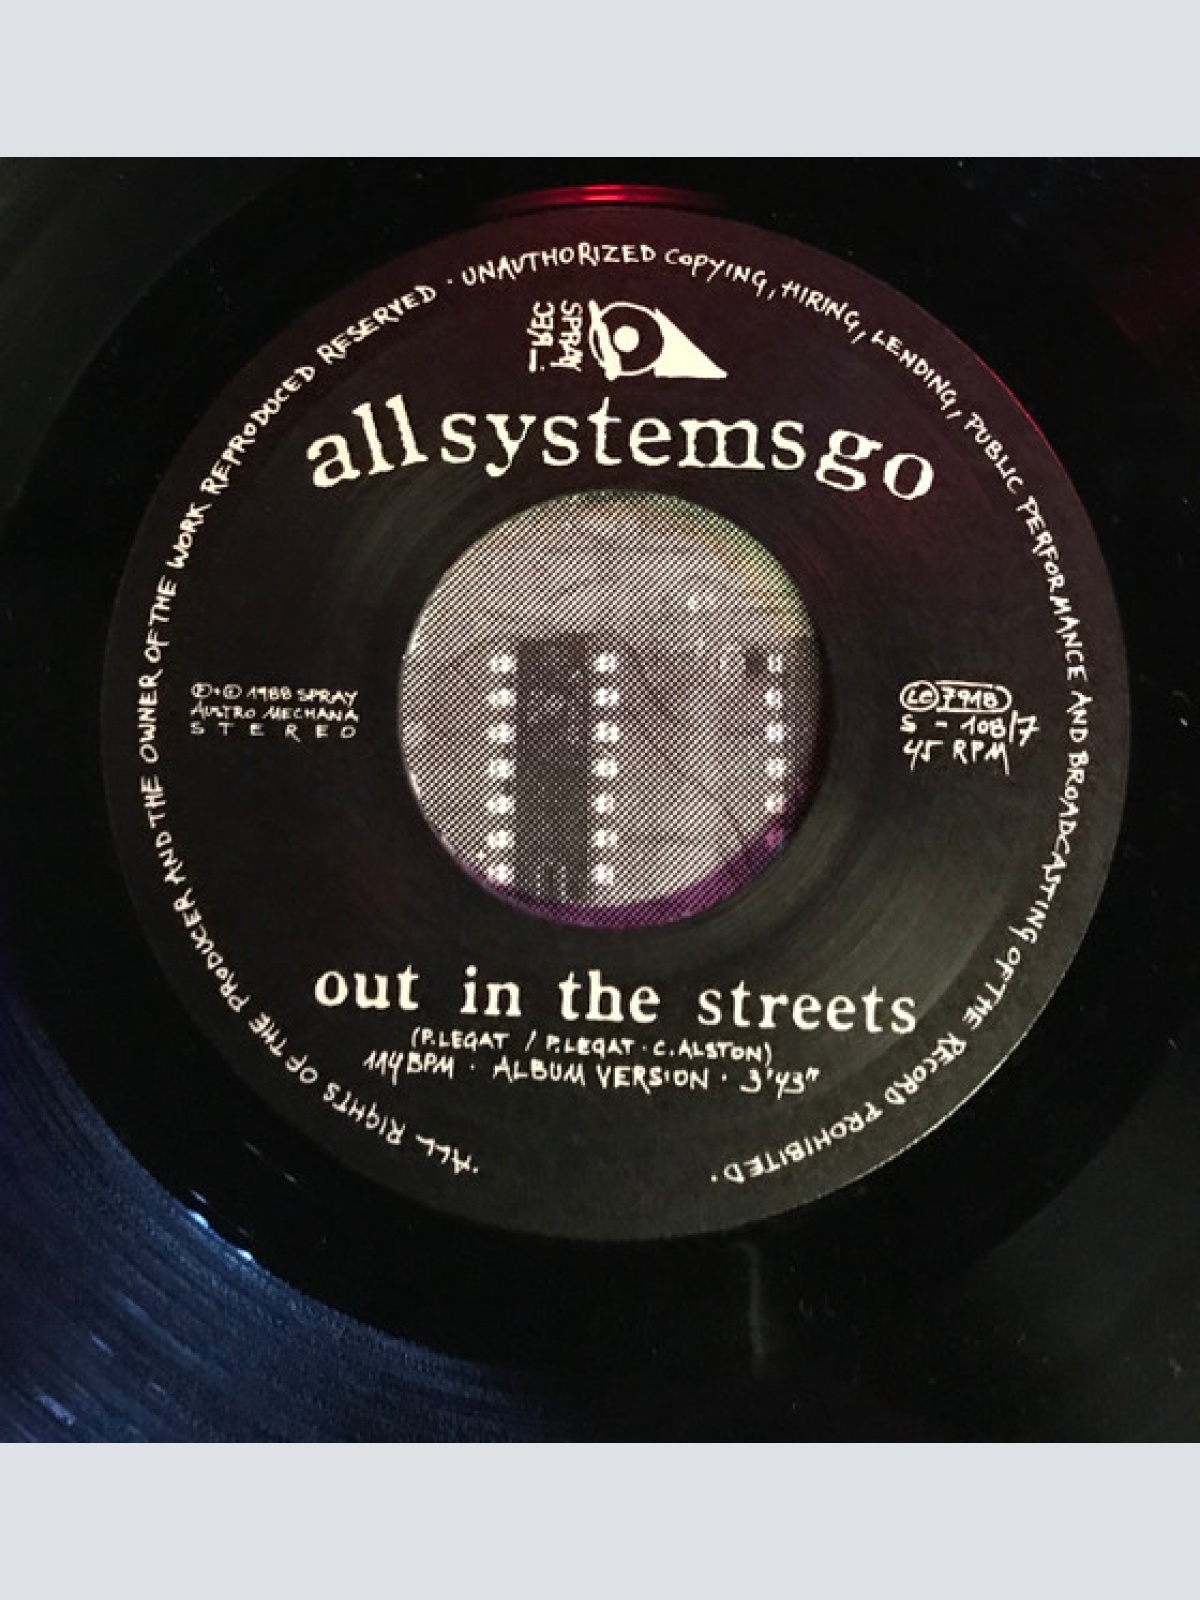 ·ALL RIGHTS OF THE PRODUCER AND THE OWNER OF THE WORK REPRODUCED RESERVED · UNAUTHORIZED COPYING, HIRING, LENDING, PUBLIC PERFORMANCE AND BROADCASTING OF THE RECORD PROHIBITED·
SPRAY
REC.
allsystemsgo
Ⓟ+Ⓒ 1988 SPRAY
AUSTRO MECHANA
STEREO
LC 7918
S - 108/7
45 RPM
out in the streets
(P.LEGAT / P.LEGAT · C.ALSTON)
114 BPM · ALBUM VERSION · 3'43"